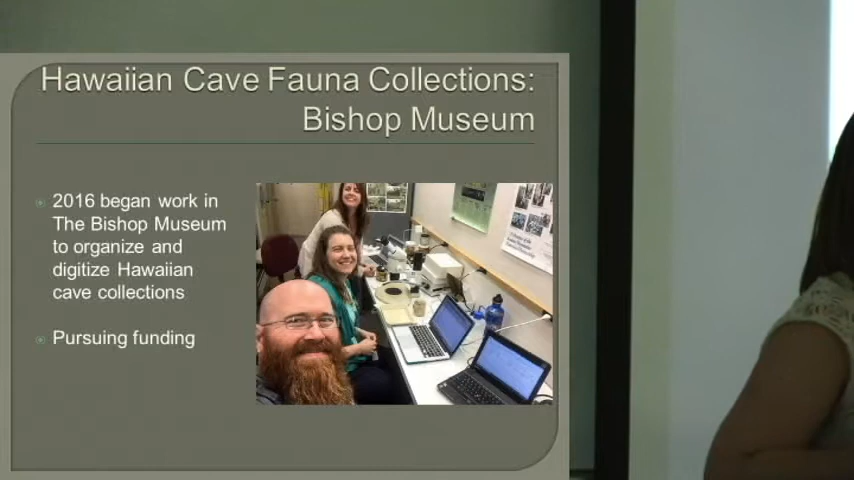 Hawaiian Cave Fauna Collections:
Bishop Museum
2016 began work in
The Bishop Museum
to organize and
digitize Hawaiian
cave collections
Pursuing funding